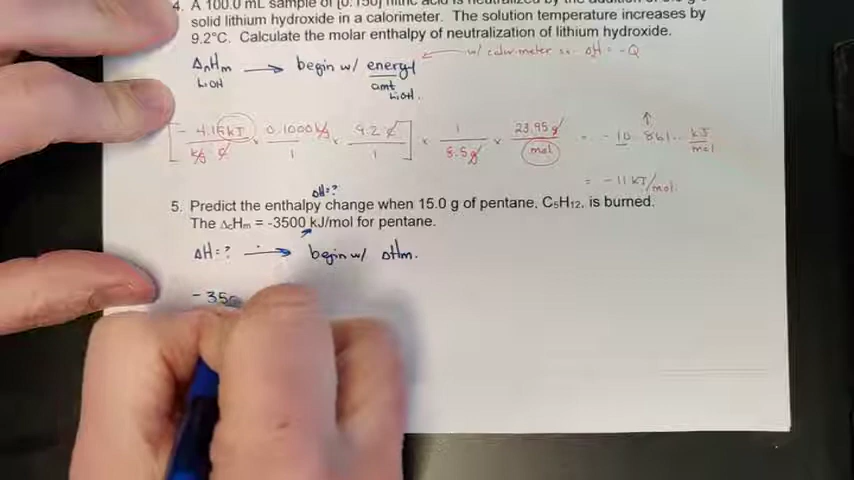 4. A 100.0 mL sample of [0.150] nitric acid is neutralized by the addition of
solid lithium hydroxide in a calorimeter. The solution temperature increases by
9.2°C. Calculate the molar enthalpy of neutralization of lithium hydroxide.
w/ calorimeter so ΔH = -Q
ΔnHm → begin w/ energy
LiOH amt
LiOH.
[ - 4.18 kJ × 0.1000 kg × 9.2 °C ] × 1 × 23.95 g = - 10.861.. kJ
kg °C 1 1 8.5g mol mol
= -11 kJ/mol
ΔH=?
5. Predict the enthalpy change when 15.0 g of pentane, C₅H₁₂, is burned.
The ΔcHm = -3500 kJ/mol for pentane.
ΔH=? → begin w/ ΔHm.
-350